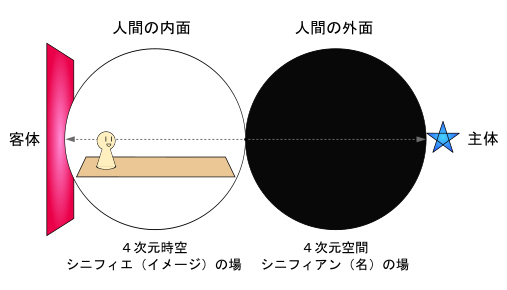 人間の内面
人間の外面
客体
主体
４次元時空
シニフィエ（イメージ）の場
４次元空間
シニフィアン（名）の場